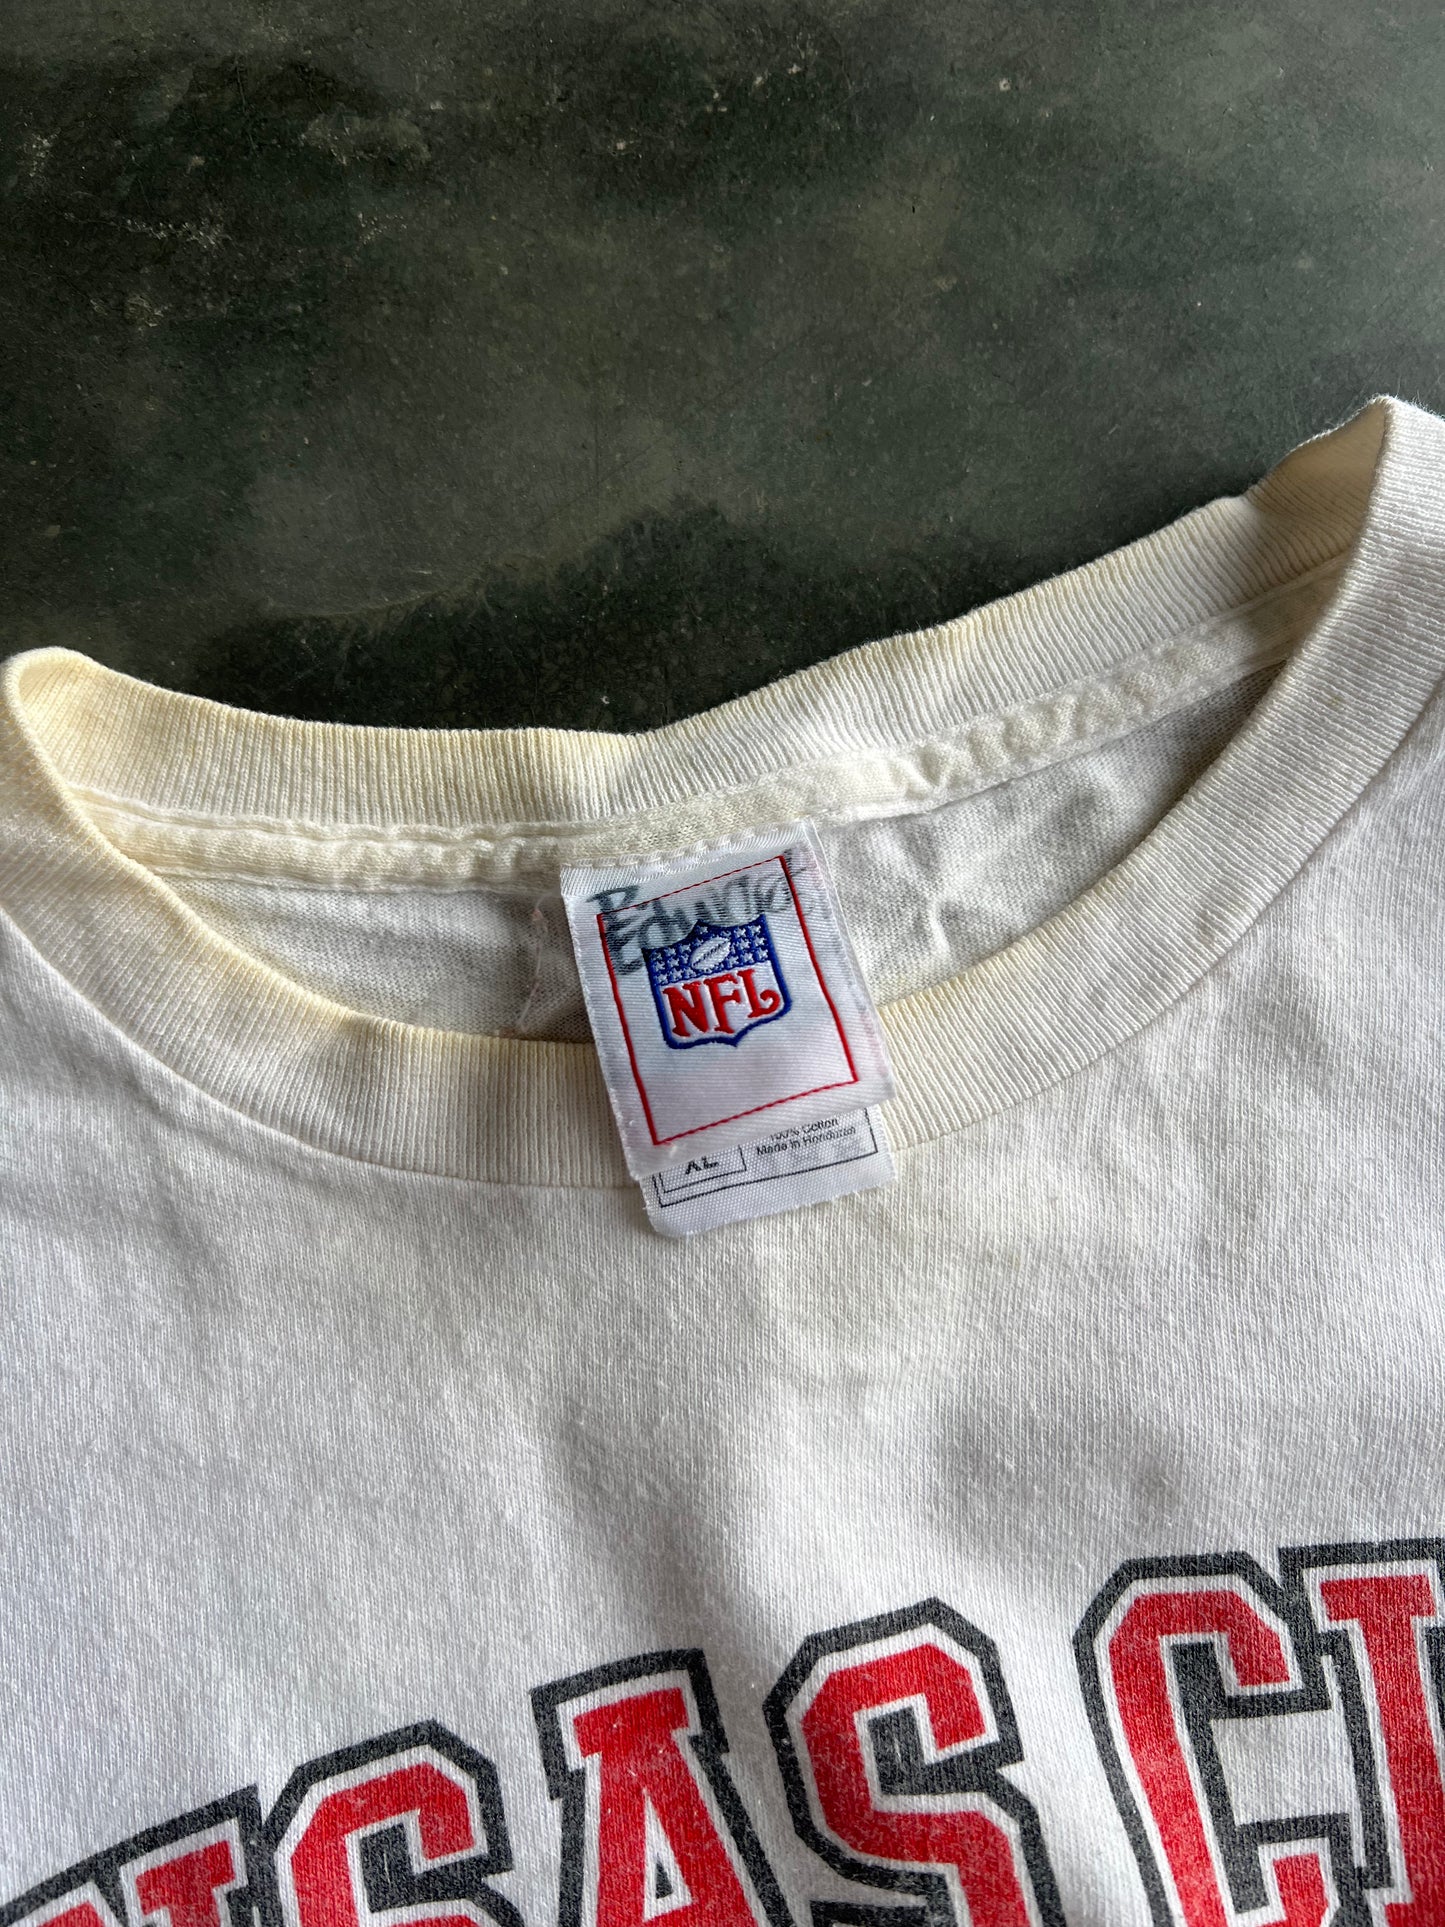 B.
NFL
100% Cotton
XL Made in Honduras
NSAS CI